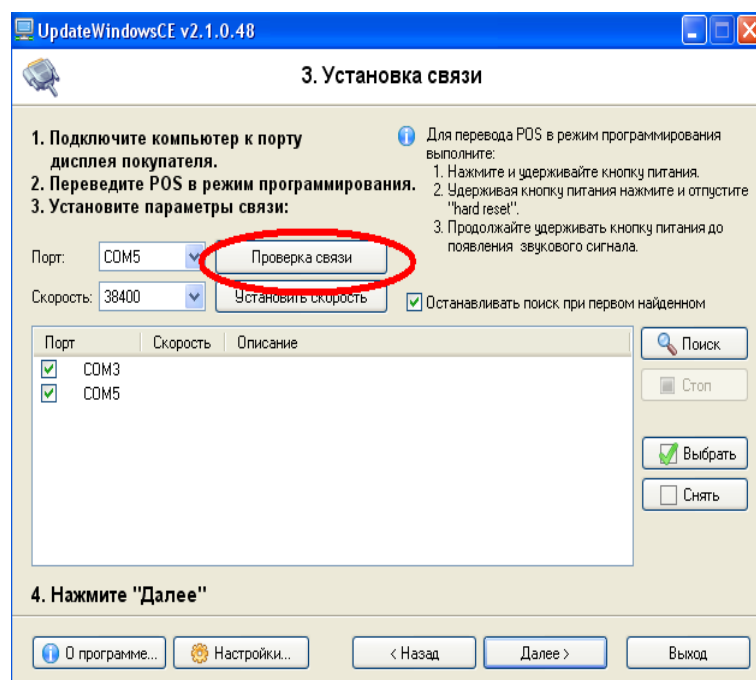 UpdateWindowsCE v2.1.0.48
3. Установка связи
1. Подключите компьютер к порту
дисплея покупателя.
2. Переведите POS в режим программирования.
3. Установите параметры связи:
Для перевода POS в режим программирования
выполните:
1. Нажмите и удерживайте кнопку питания.
2. Удерживая кнопку питания нажмите и отпустите
"hard reset".
3. Продолжайте удерживать кнопку питания до
появления звукового сигнала.
Порт: COM5 Проверка связи
Скорость: 38400 Установить скорость
Останавливать поиск при первом найденном
Порт Скорость Описание
COM3
COM5
Поиск
Стоп
Выбрать
Снять
4. Нажмите "Далее"
О программе... Настройки... < Назад Далее > Выход